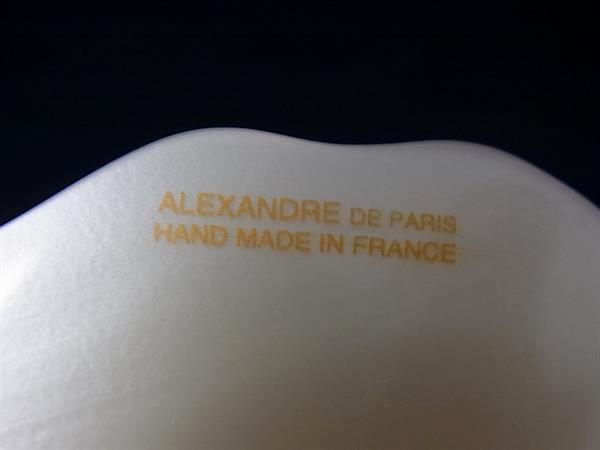 ALEXANDRE DE PARIS
HAND MADE IN FRANCE